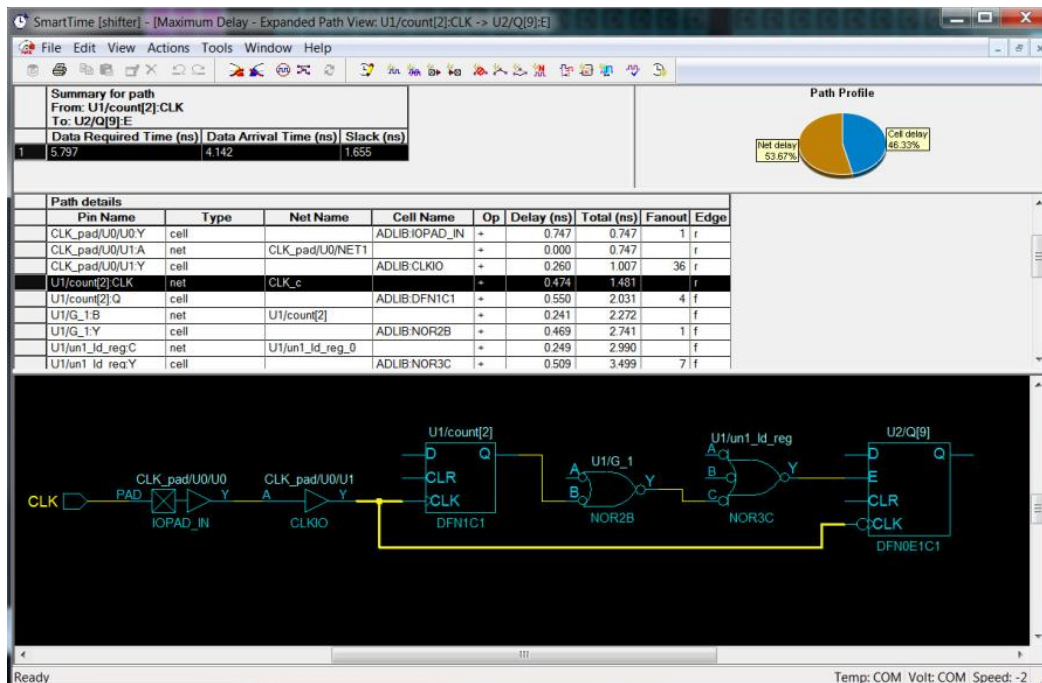 SmartTime [shifter] - [Maximum Delay - Expanded Path View: U1/count[2]:CLK -> U2/Q[9]:E]
File Edit View Actions Tools Window Help
Summary for path
From: U1/count[2]:CLK
To: U2/Q[9]:E
Data Required Time (ns) Data Arrival Time (ns) Slack (ns)
1 5.797 4.142 1.655
Path Profile
Cell delay
46.33%
Net delay
53.67%
Path details
Pin Name Type Net Name Cell Name Op Delay (ns) Total (ns) Fanout Edge
CLK_pad/U0/U0:Y cell ADLIB:IOPAD_IN + 0.747 0.747 1 r
CLK_pad/U0/U1:A net CLK_pad/U0/NET1 + 0.000 0.747 r
CLK_pad/U0/U1:Y cell ADLIB:CLKIO + 0.260 1.007 36 r
U1/count[2]:CLK net CLK_c + 0.474 1.481 r
U1/count[2]:Q cell ADLIB:DFN1C1 + 0.550 2.031 4 f
U1/G_1:B net U1/count[2] + 0.241 2.272 f
U1/G_1:Y cell ADLIB:NOR2B + 0.469 2.741 1 f
U1/un1_ld_reg:C net U1/un1_ld_reg_0 + 0.249 2.990 f
U1/un1_ld_reg:Y cell ADLIB:NOR3C + 0.509 3.499 7 f
U1/count[2] U1/un1_ld_reg U2/Q[9]
D Q A D Q
CLK_pad/U0/U0 CLK_pad/U0/U1 CLR A U1/G_1 Y B Y E
CLK PAD Y A Y CLK B C CLR
IOPAD_IN CLKIO DFN1C1 NOR2B NOR3C CLK
DFN0E1C1
Ready Temp: COM Volt: COM Speed: -2